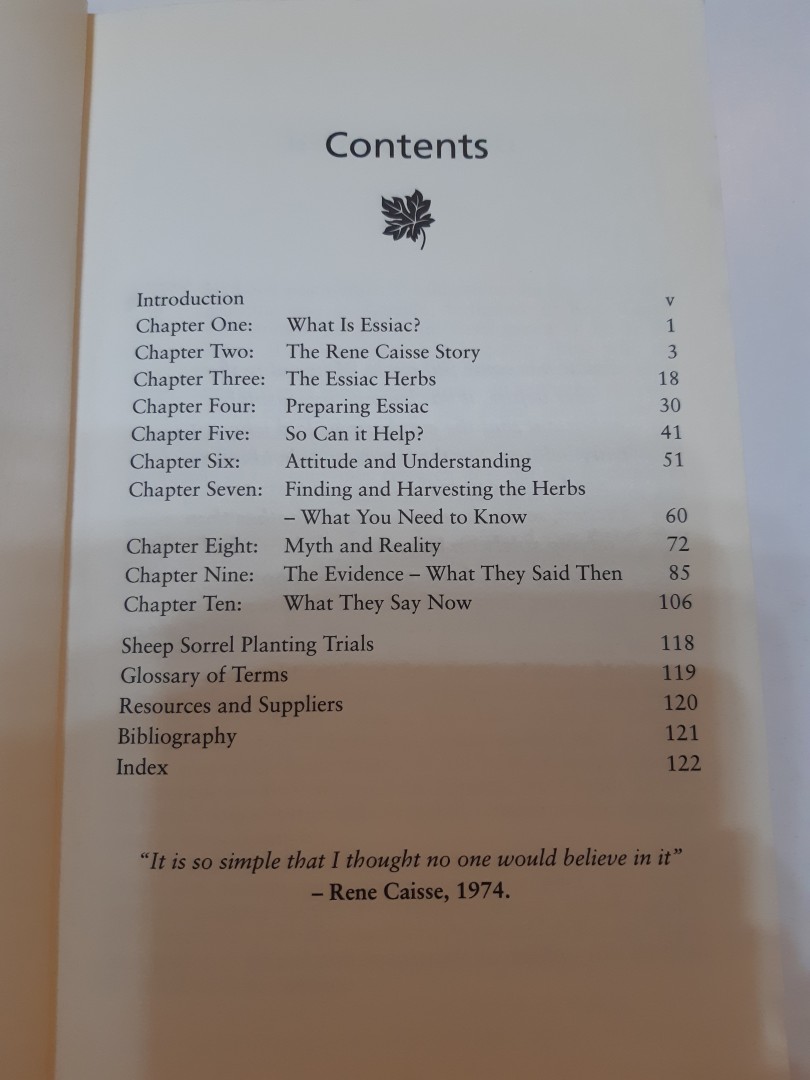 Contents
Introduction v
Chapter One: What Is Essiac? 1
Chapter Two: The Rene Caisse Story 3
Chapter Three: The Essiac Herbs 18
Chapter Four: Preparing Essiac 30
Chapter Five: So Can it Help? 41
Chapter Six: Attitude and Understanding 51
Chapter Seven: Finding and Harvesting the Herbs
– What You Need to Know 60
Chapter Eight: Myth and Reality 72
Chapter Nine: The Evidence – What They Said Then 85
Chapter Ten: What They Say Now 106
Sheep Sorrel Planting Trials 118
Glossary of Terms 119
Resources and Suppliers 120
Bibliography 121
Index 122
“It is so simple that I thought no one would believe in it”
– Rene Caisse, 1974.